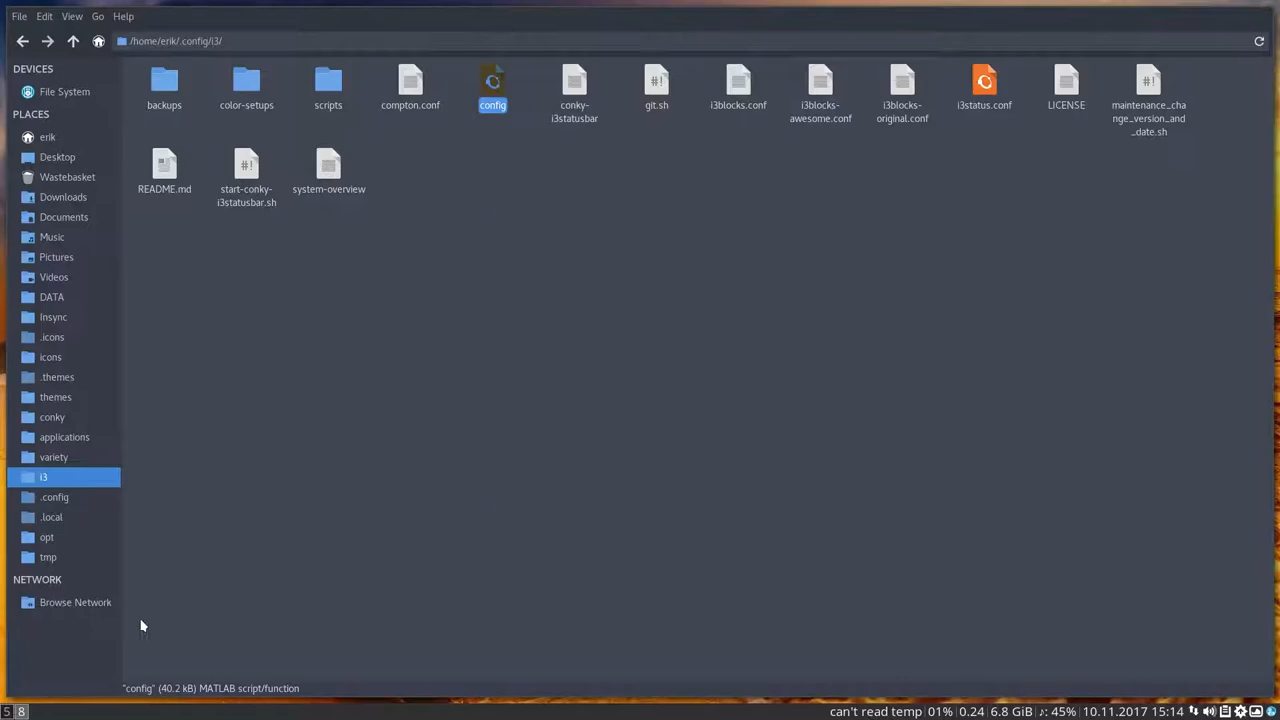 File Edit View Go Help
/home/erik/.config/i3/
DEVICES
File System
PLACES
erik
Desktop
Wastebasket
Downloads
Documents
Music
Pictures
Videos
DATA
Insync
.icons
icons
.themes
themes
conky
applications
variety
i3
.config
.local
opt
tmp
NETWORK
Browse Network
backups
color-setups
scripts
compton.conf
config
conky-
i3statusbar
git.sh
i3blocks.conf
i3blocks-
awesome.conf
i3blocks-
original.conf
i3status.conf
LICENSE
maintenance_cha
nge_version_and
_date.sh
README.md
start-conky-
i3statusbar.sh
system-overview
"config" (40.2 kB) MATLAB script/function
5 8
can't read temp 01% 0.24 6.8 GiB ♪: 45% 10.11.2017 15:14